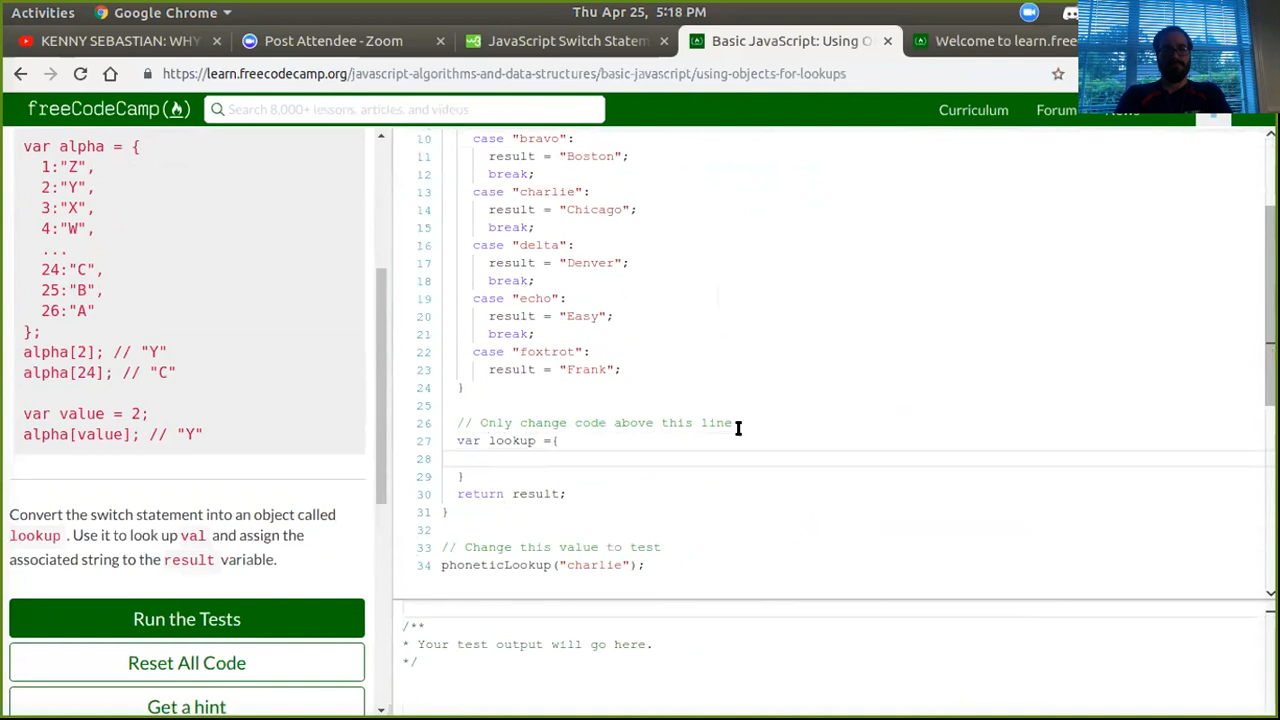 Activities
Google Chrome
Thu Apr 25, 5:18 PM
KENNY SEBASTIAN: WHY
Post Attendee - Zo
JavaScript Switch Statem
Basic JavaScript: Using O
Welcome to learn.freec
https://learn.freecodecamp.org/javascript-algorithms-and-data-structures/basic-javascript/using-objects-for-lookups
freeCodeCamp
Search 8,000+ lessons, articles, and videos
Curriculum
Forum
var alpha = {
1:"Z",
2:"Y",
3:"X",
4:"W",
...
24:"C",
25:"B",
26:"A"
};
alpha[2]; // "Y"
alpha[24]; // "C"
var value = 2;
alpha[value]; // "Y"
Convert the switch statement into an object called
lookup . Use it to look up val and assign the
associated string to the result variable.
Run the Tests
Reset All Code
Get a hint
10 case "bravo":
11 result = "Boston";
12 break;
13 case "charlie":
14 result = "Chicago";
15 break;
16 case "delta":
17 result = "Denver";
18 break;
19 case "echo":
20 result = "Easy";
21 break;
22 case "foxtrot":
23 result = "Frank";
24 }
25
26 // Only change code above this line
27 var lookup ={
28
29 }
30 return result;
31 }
32
33 // Change this value to test
34 phoneticLookup("charlie");
/**
* Your test output will go here.
*/